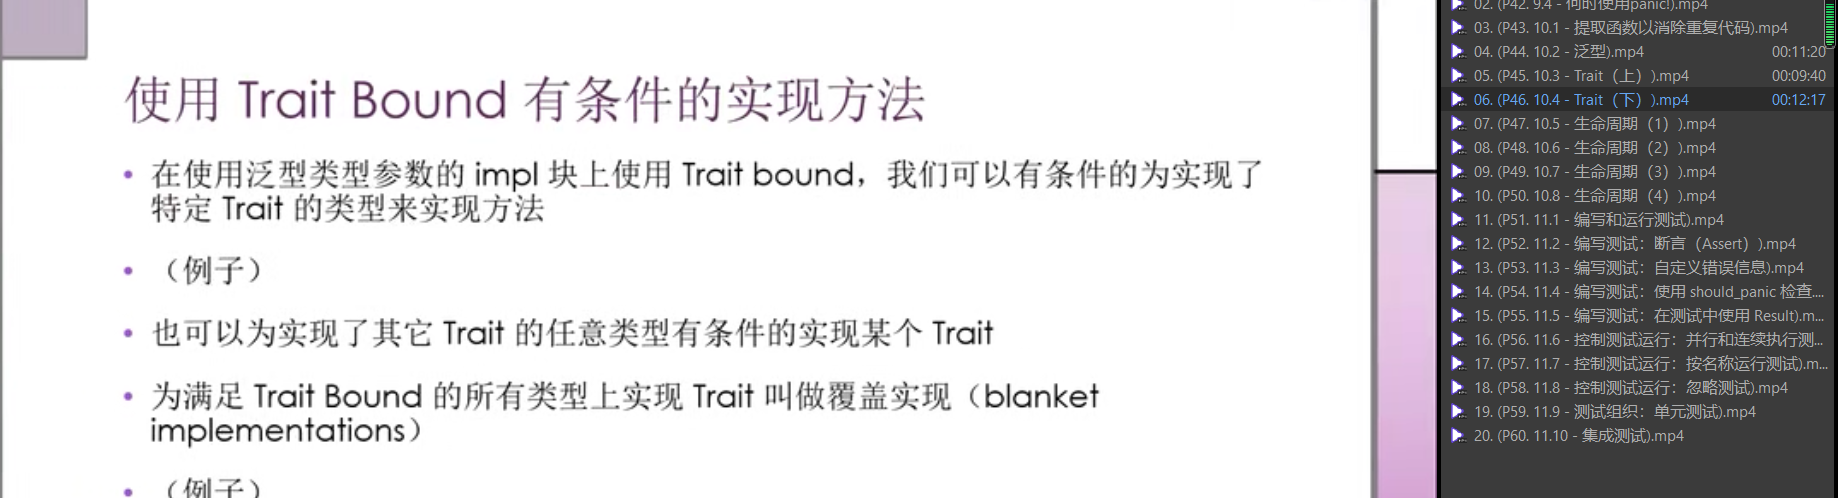 使用 Trait Bound 有条件的实现方法
在使用泛型类型参数的 impl 块上使用 Trait bound，我们可以有条件的为实现了
特定 Trait 的类型来实现方法
（例子）
也可以为实现了其它 Trait 的任意类型有条件的实现某个 Trait
为满足 Trait Bound 的所有类型上实现 Trait 叫做覆盖实现（blanket
implementations）
（例子）
02. (P42. 9.4 - 何时使用panic!).mp4
03. (P43. 10.1 - 提取函数以消除重复代码).mp4
04. (P44. 10.2 - 泛型).mp4 00:11:20
05. (P45. 10.3 - Trait（上）).mp4 00:09:40
06. (P46. 10.4 - Trait（下）).mp4 00:12:17
07. (P47. 10.5 - 生命周期（1）).mp4
08. (P48. 10.6 - 生命周期（2）).mp4
09. (P49. 10.7 - 生命周期（3）).mp4
10. (P50. 10.8 - 生命周期（4）).mp4
11. (P51. 11.1 - 编写和运行测试).mp4
12. (P52. 11.2 - 编写测试：断言（Assert）).mp4
13. (P53. 11.3 - 编写测试：自定义错误信息).mp4
14. (P54. 11.4 - 编写测试：使用 should_panic 检查....
15. (P55. 11.5 - 编写测试：在测试中使用 Result).m...
16. (P56. 11.6 - 控制测试运行：并行和连续执行测...
17. (P57. 11.7 - 控制测试运行：按名称运行测试).m...
18. (P58. 11.8 - 控制测试运行：忽略测试).mp4
19. (P59. 11.9 - 测试组织：单元测试).mp4
20. (P60. 11.10 - 集成测试).mp4